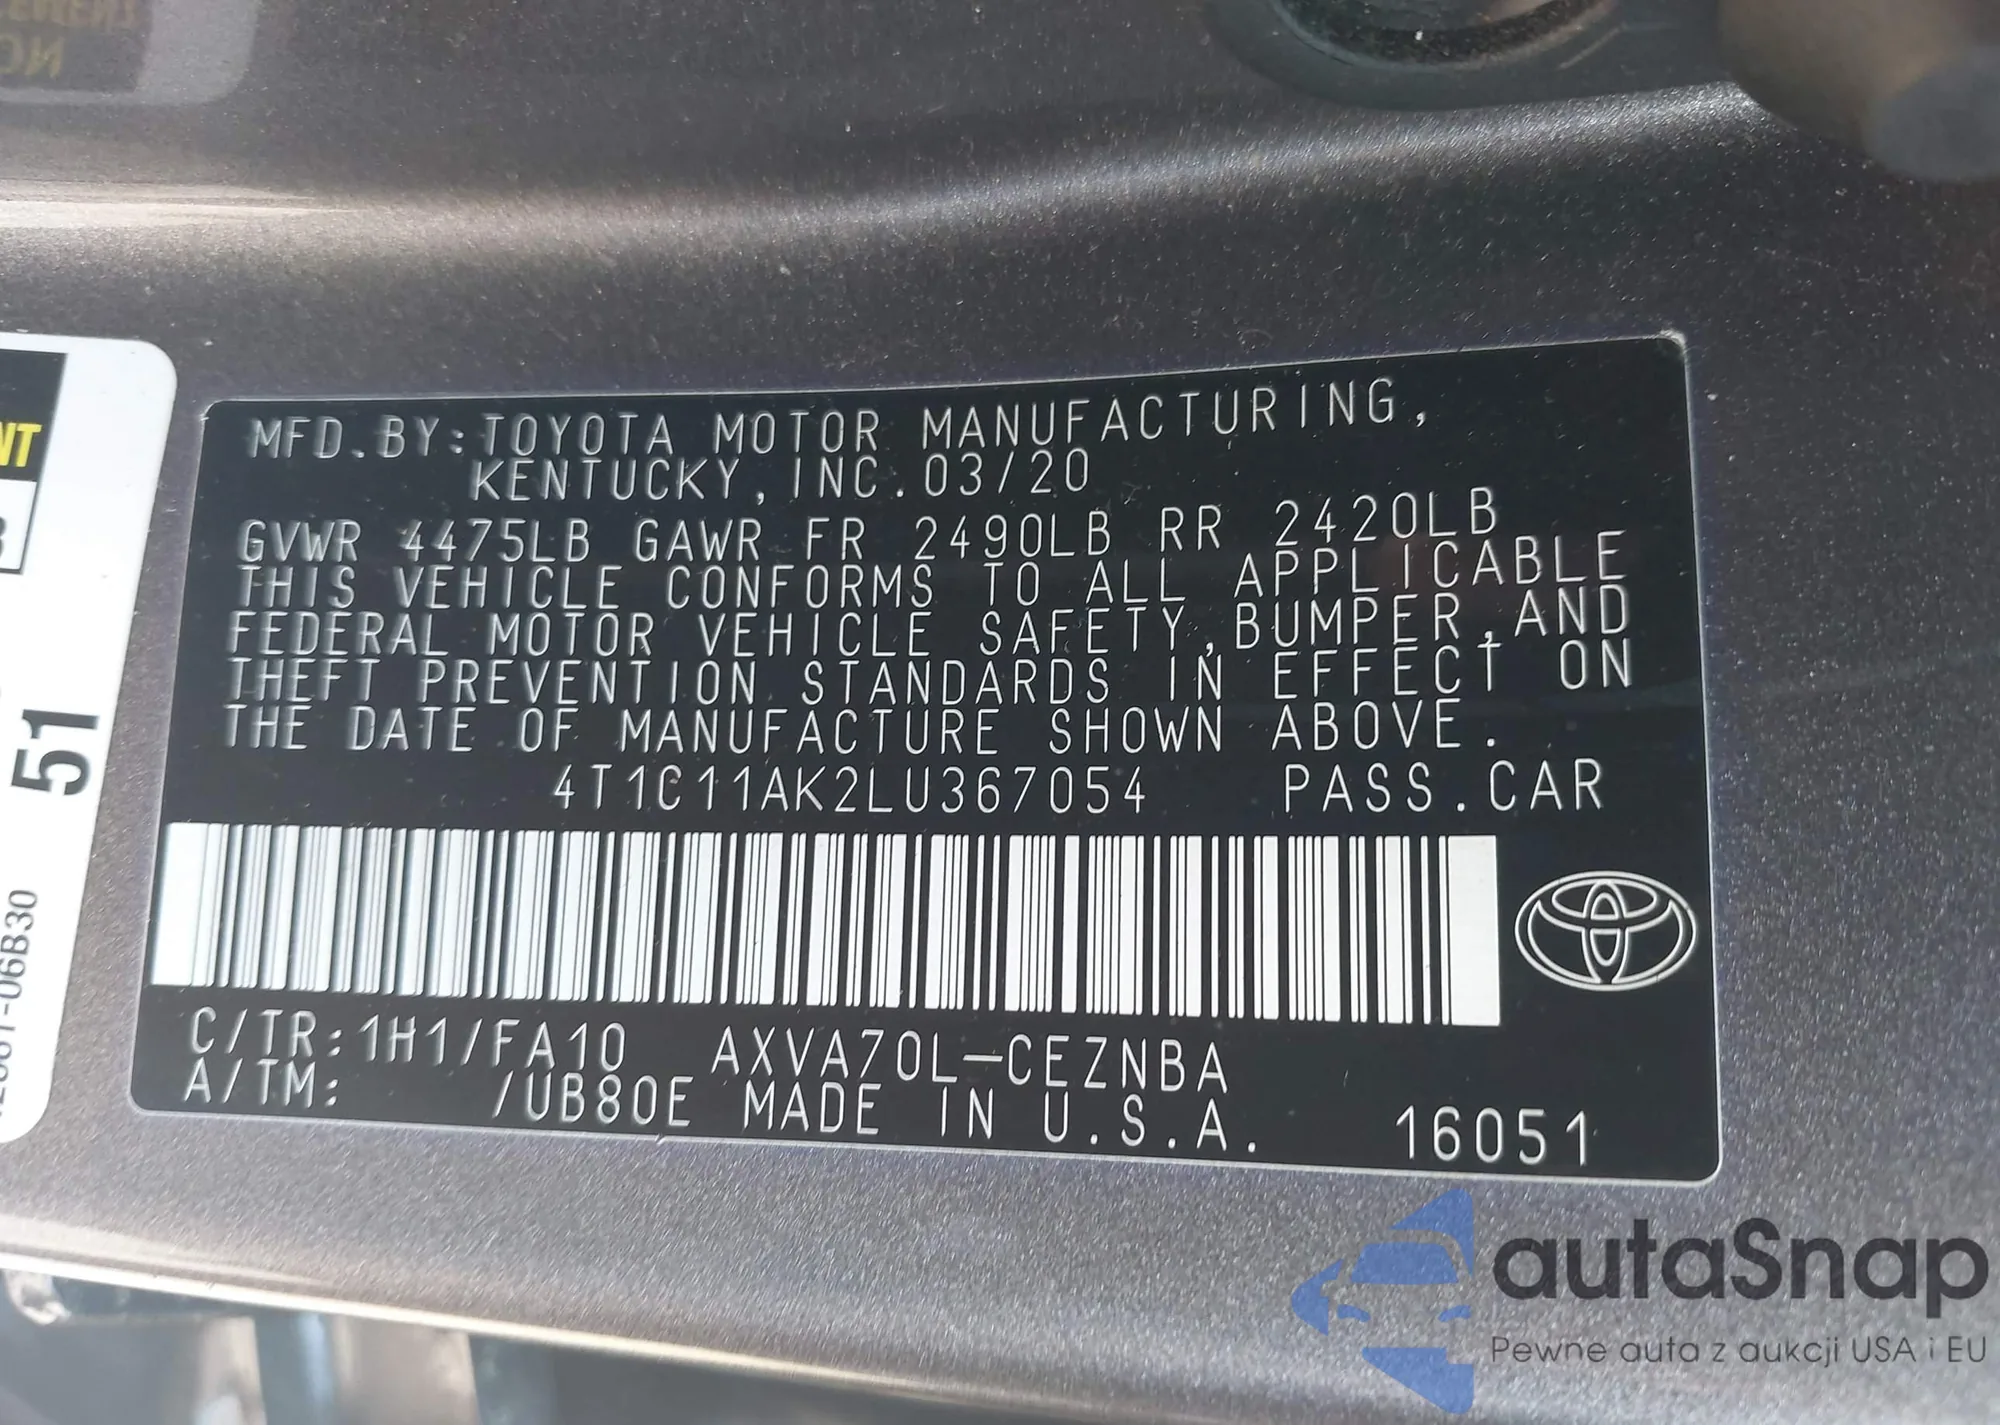 NT
51
MFD.BY:TOYOTA MOTOR MANUFACTURING,
KENTUCKY, INC. 03/20
GVWR 4475LB GAWR FR 2490LB RR 2420LB
THIS VEHICLE CONFORMS TO ALL APPLICABLE
FEDERAL MOTOR VEHICLE SAFETY, BUMPER, AND
THEFT PREVENTION STANDARDS IN EFFECT ON
THE DATE OF MANUFACTURE SHOWN ABOVE.
4T1C11AK2LU367054 PASS.CAR
C/TR:1H1/FA10 AXVA70L-CEZNBA
A/TM: /UB80E MADE IN U.S.A. 16051
autaSnap
Pewne auta z aukcji USA i EU